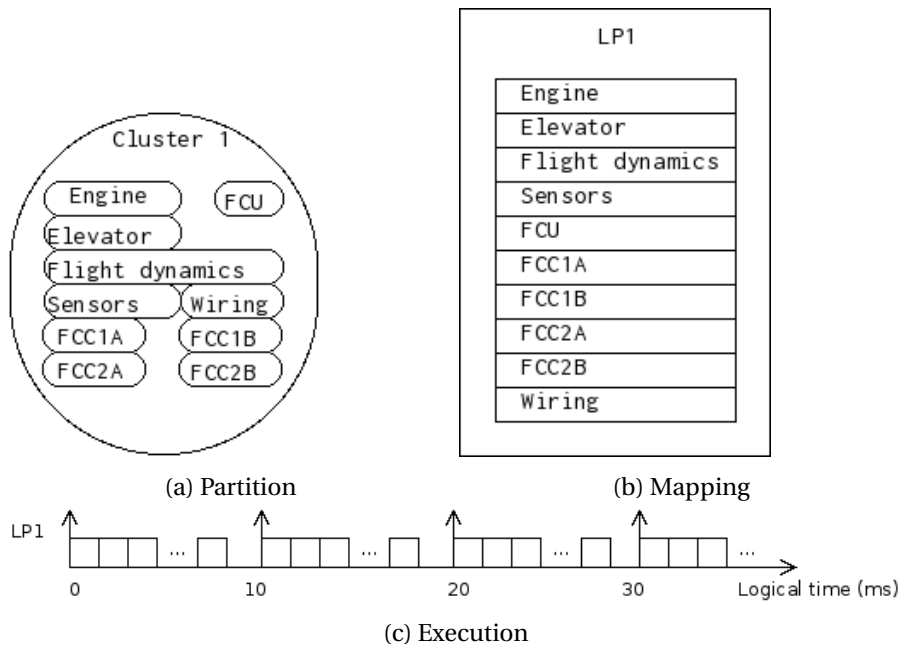 Cluster 1
Engine
FCU
Elevator
Flight dynamics
Sensors
Wiring
FCC1A
FCC1B
FCC2A
FCC2B
(a) Partition
LP1
Engine
Elevator
Flight dynamics
Sensors
FCU
FCC1A
FCC1B
FCC2A
FCC2B
Wiring
(b) Mapping
LP1
... ... ... ...
0 10 20 30 Logical time (ms)
(c) Execution